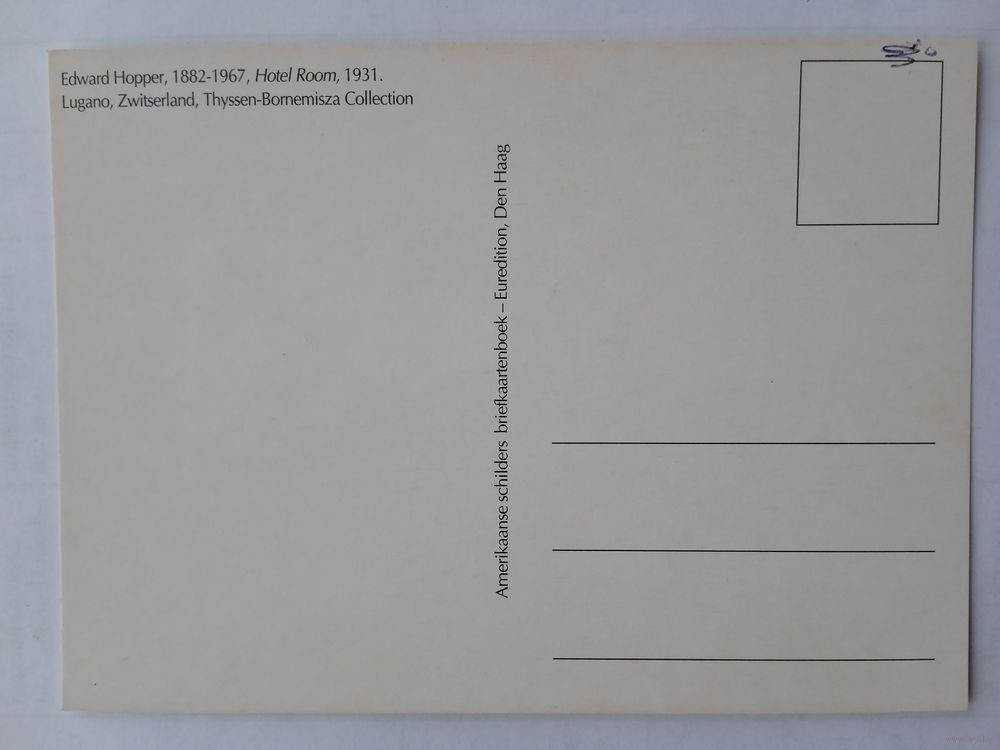 Edward Hopper, 1882-1967, Hotel Room, 1931.
Lugano, Zwitserland, Thyssen-Bornemisza Collection
Amerikaanse schilders briefkaartenboek – Euredition, Den Haag